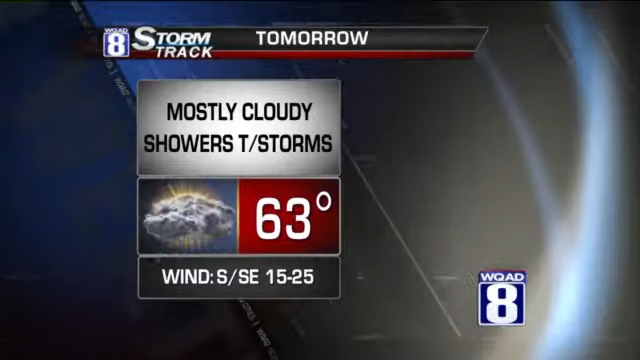 WQAD
8 STORM
TRACK
TOMORROW
MOSTLY CLOUDY
SHOWERS T/STORMS
63°
WIND: S/SE 15-25
WQAD
8